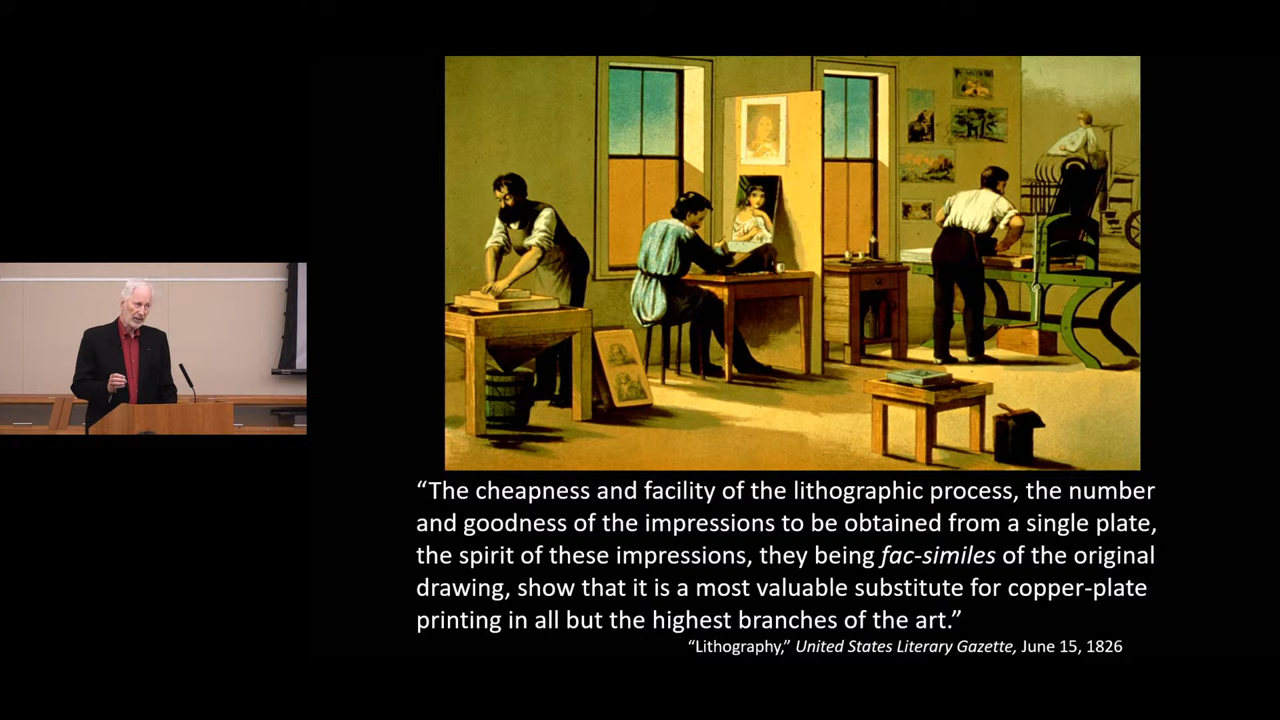 “The cheapness and facility of the lithographic process, the number
and goodness of the impressions to be obtained from a single plate,
the spirit of these impressions, they being fac-similes of the original
drawing, show that it is a most valuable substitute for copper-plate
printing in all but the highest branches of the art.”
“Lithography,” United States Literary Gazette, June 15, 1826